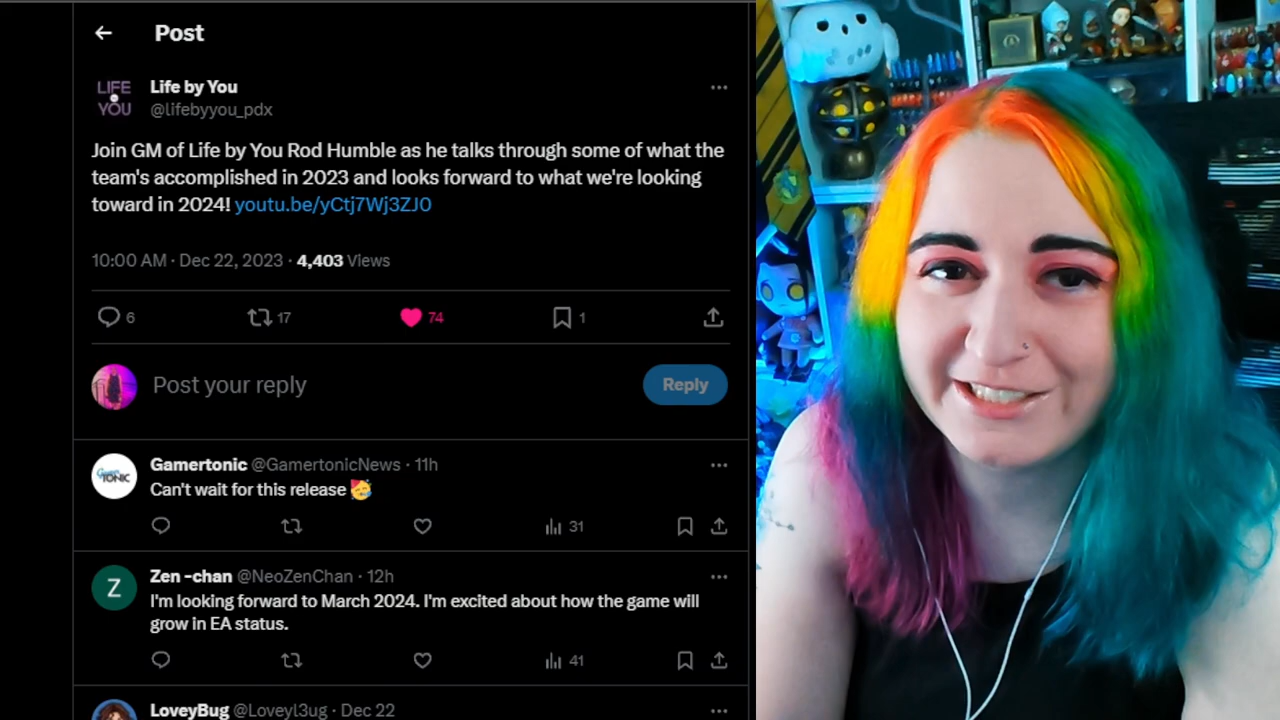 Post
LIFE
YOU
Life by You
@lifebyyou_pdx
Join GM of Life by You Rod Humble as he talks through some of what the
team's accomplished in 2023 and looks forward to what we're looking
toward in 2024! youtu.be/yCtj7Wj3ZJ0
10:00 AM · Dec 22, 2023 · 4,403 Views
6 17 74 1
Post your reply
Reply
Gamer
TONIC
Gamertonic @GamertonicNews · 11h
Can't wait for this release 🥳
31
Z
Zen -chan @NeoZenChan · 12h
I'm looking forward to March 2024. I'm excited about how the game will
grow in EA status.
41
LoveyBug @Loveyl3ug · Dec 22